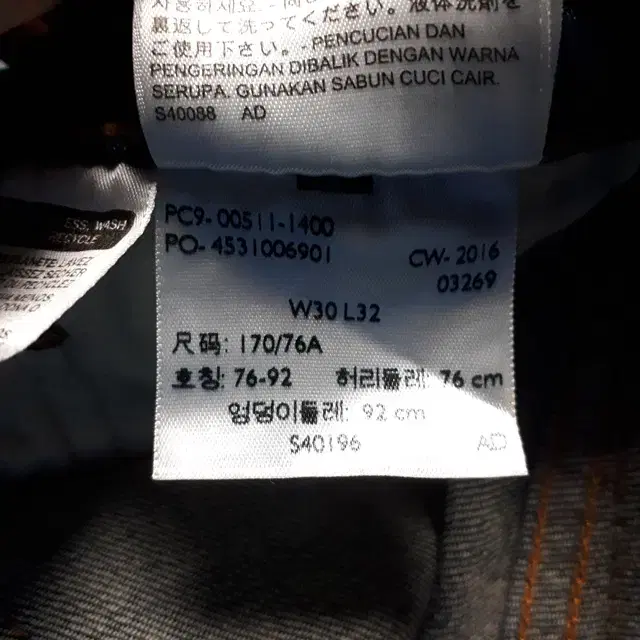 裏返して洗ってください。液体洗剤を
ご使用下さい。- PENCUCIAN DAN
PENGERINGAN DIBALIK DENGAN WARNA
SERUPA. GUNAKAN SABUN CUCI CAIR.
S40088 AD
LESS. WASH
RECYCLE
PC9- 00511-1400
PO- 4531006901 CW- 2016
03269
W30 L32
尺码: 170/76A
호칭: 76-92 허리둘레: 76 cm
엉덩이둘레: 92 cm
S40196 AD